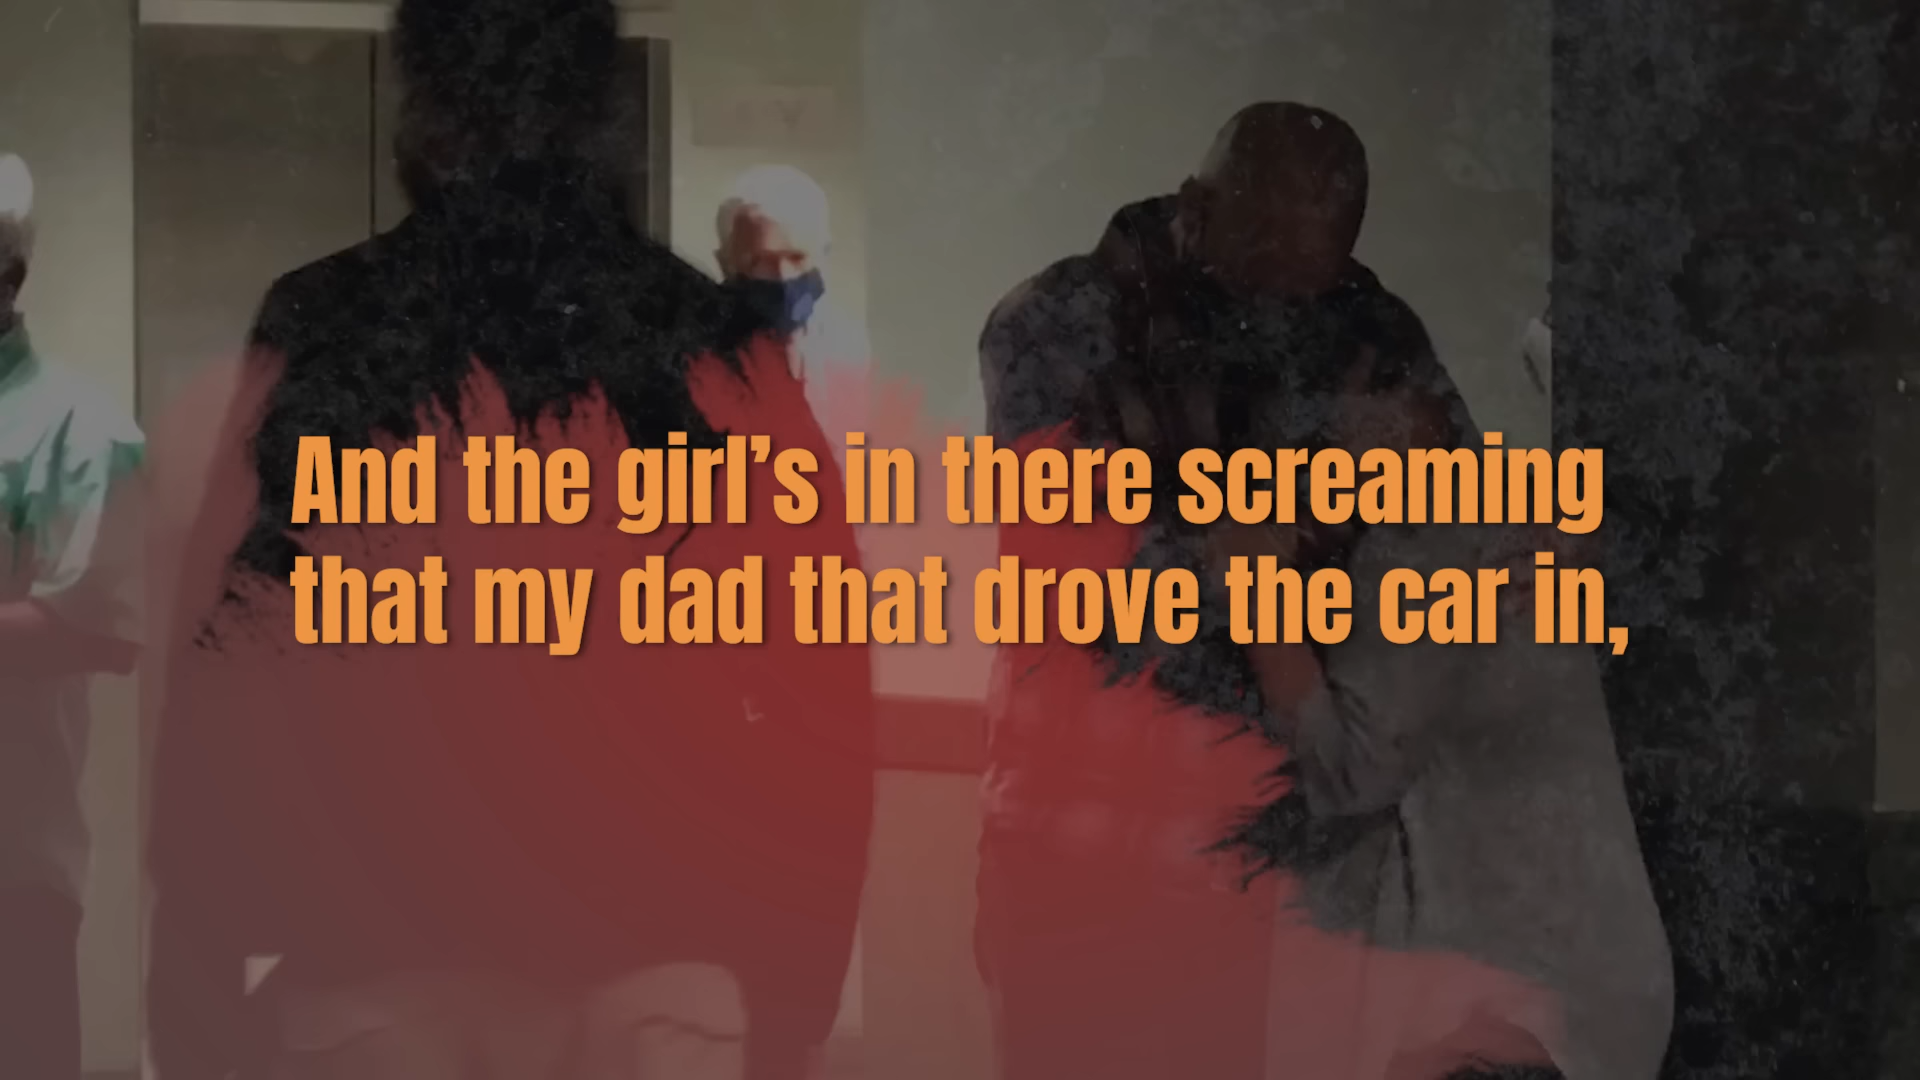 And the girl’s in there screaming
that my dad that drove the car in,